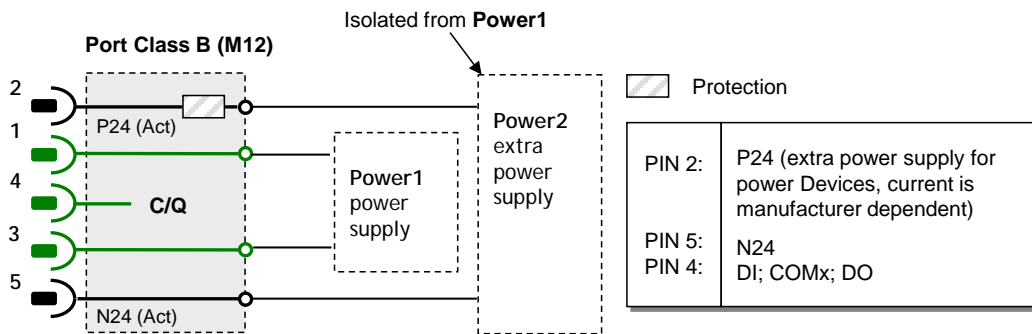 Isolated from Power1
Port Class B (M12)
2
P24 (Act)
1
4
C/Q
3
5
N24 (Act)
Power1
power
supply
Power2
extra
power
supply
Protection
PIN 2:
P24 (extra power supply for
power Devices, current is
manufacturer dependent)
PIN 5:
N24
PIN 4:
DI; COMx; DO